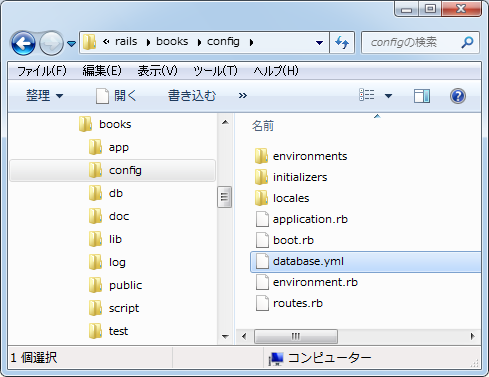 « rails books config configの検索
ファイル(F) 編集(E) 表示(V) ツール(T) ヘルプ(H)
整理 開く 書き込む »
books
app
config
db
doc
lib
log
public
script
test
名前
environments
initializers
locales
application.rb
boot.rb
database.yml
environment.rb
routes.rb
1 個選択 コンピューター